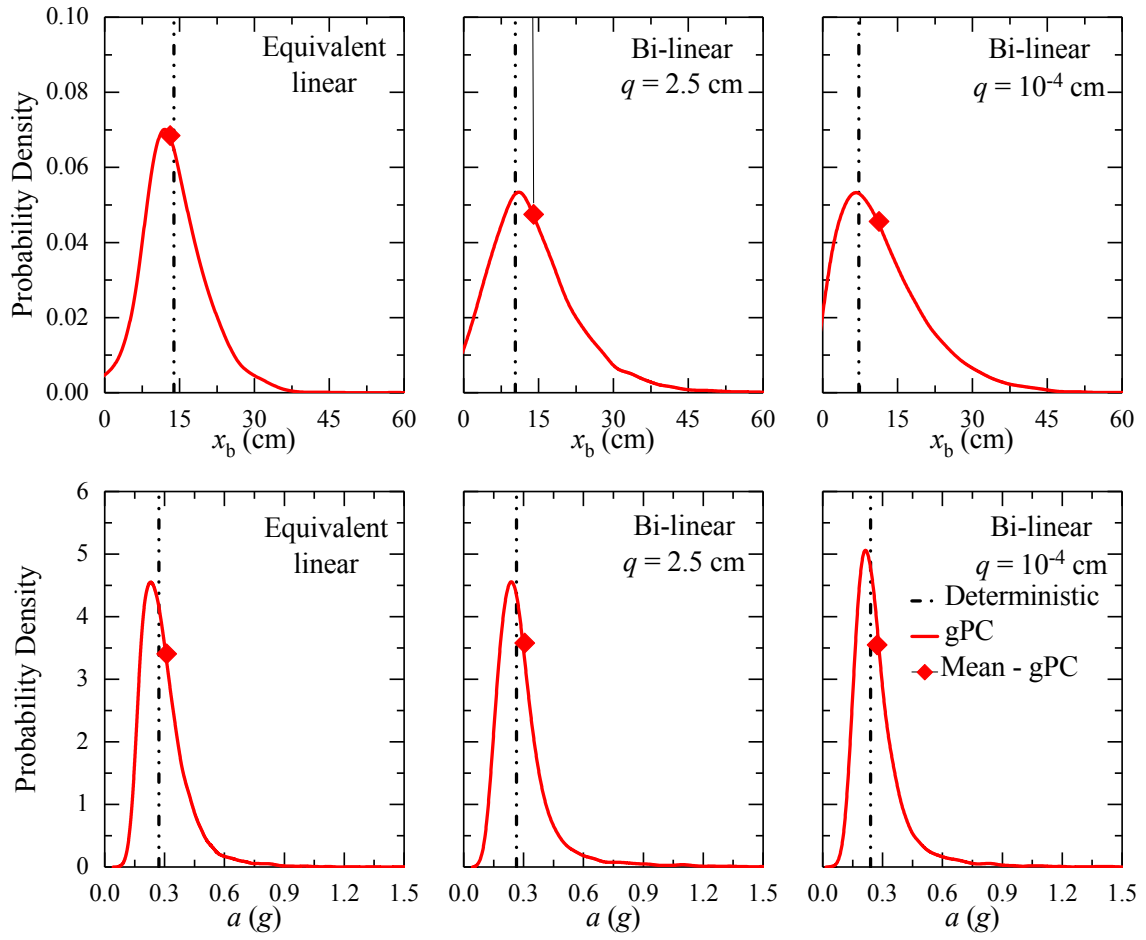 Probability Density
0.10
0.08
0.06
0.04
0.02
0.00
Equivalent
linear
0 15 30 45 60
x_b (cm)
Bi-linear
q = 2.5 cm
0 15 30 45 60
x_b (cm)
Bi-linear
q = 10^-4 cm
0 15 30 45 60
x_b (cm)
Probability Density
6
5
4
3
2
1
0
Equivalent
linear
0.0 0.3 0.6 0.9 1.2 1.5
a (g)
Bi-linear
q = 2.5 cm
0.0 0.3 0.6 0.9 1.2 1.5
a (g)
Bi-linear
q = 10^-4 cm
Deterministic
gPC
Mean - gPC
0.0 0.3 0.6 0.9 1.2 1.5
a (g)